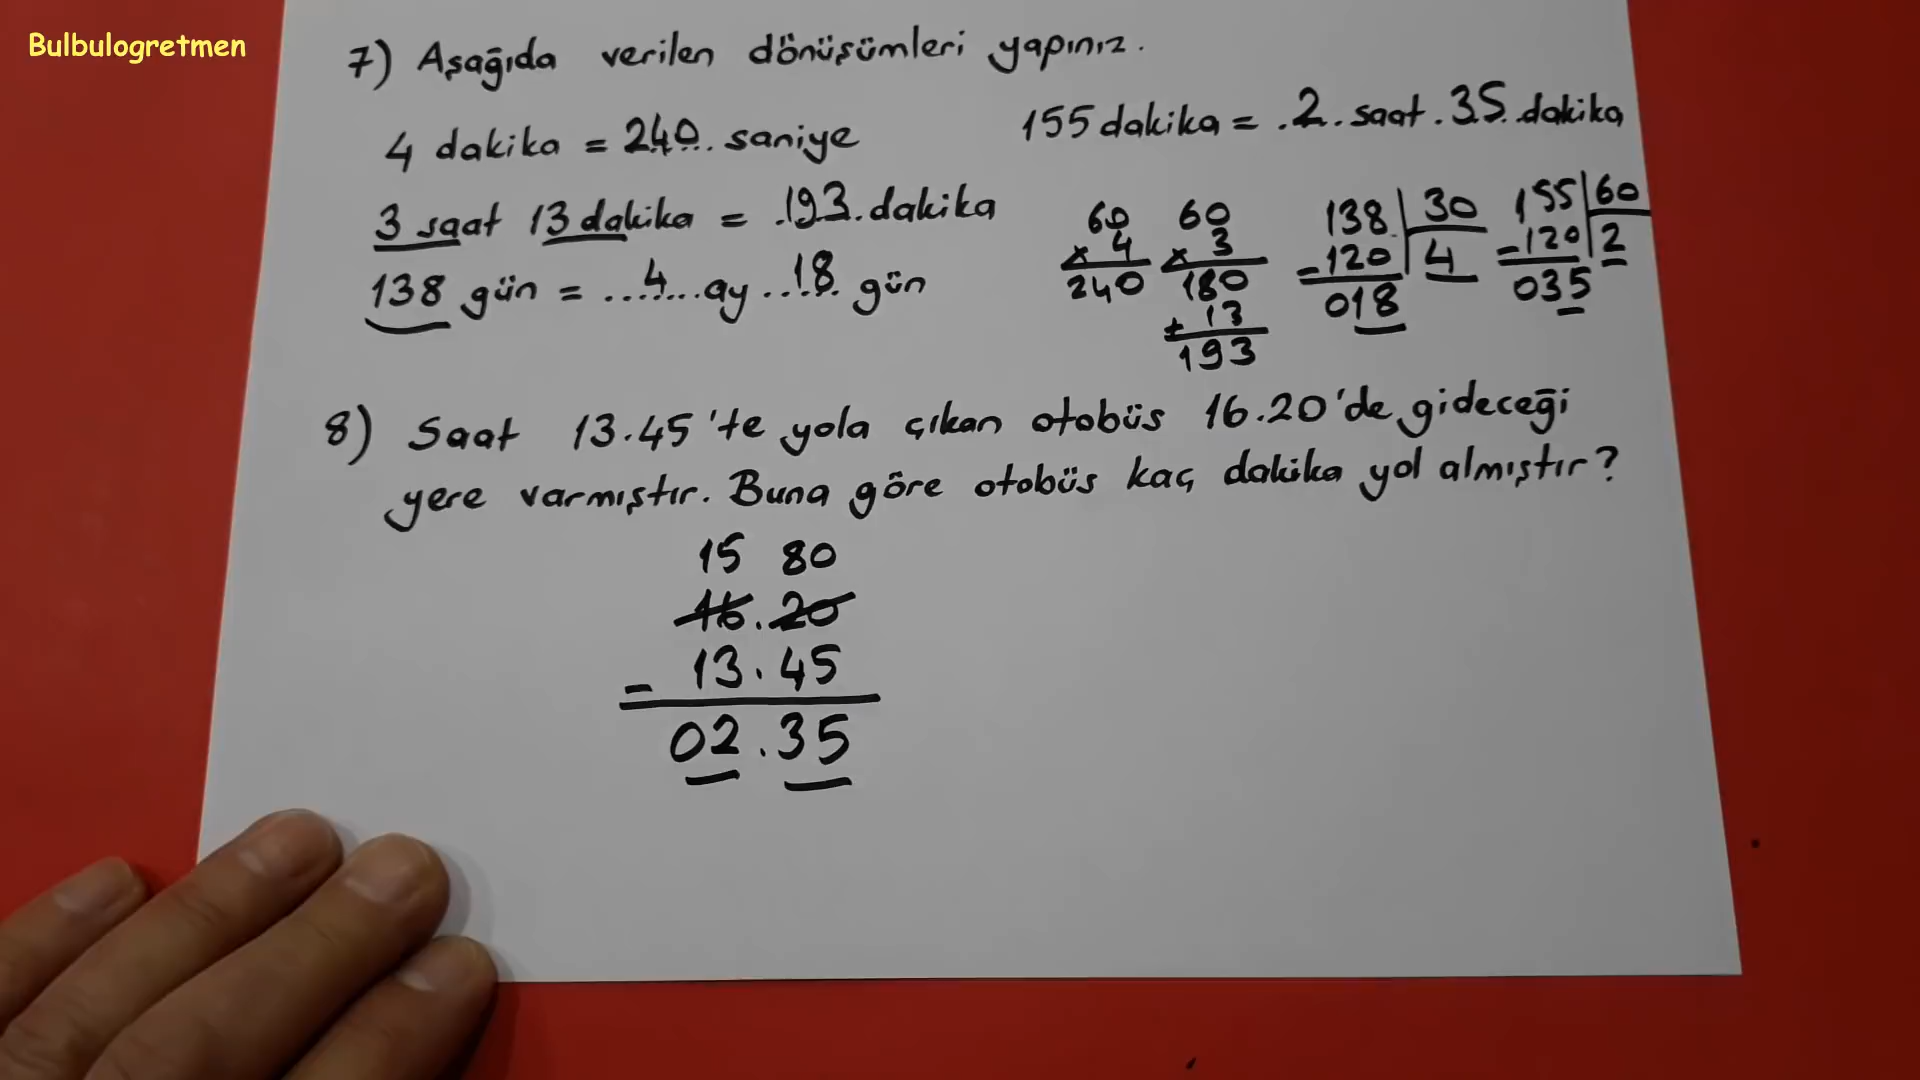 Bulbulogretmen
7) Aşağıda verilen dönüşümleri yapınız.
4 dakika = 240 saniye
155 dakika = .2. saat .35. dakika
3 saat 13 dakika = .193. dakika
138 gün = ...4... ay ..18.. gün
60
x 4
240
60
x 3
180
+ 13
193
138 | 30
- 120 | 4
018
155 | 60
- 120 | 2
035
8) Saat 13.45'te yola çıkan otobüs 16.20'de gideceği
yere varmıştır. Buna göre otobüs kaç dakika yol almıştır?
15 80
16.20
- 13.45
02.35